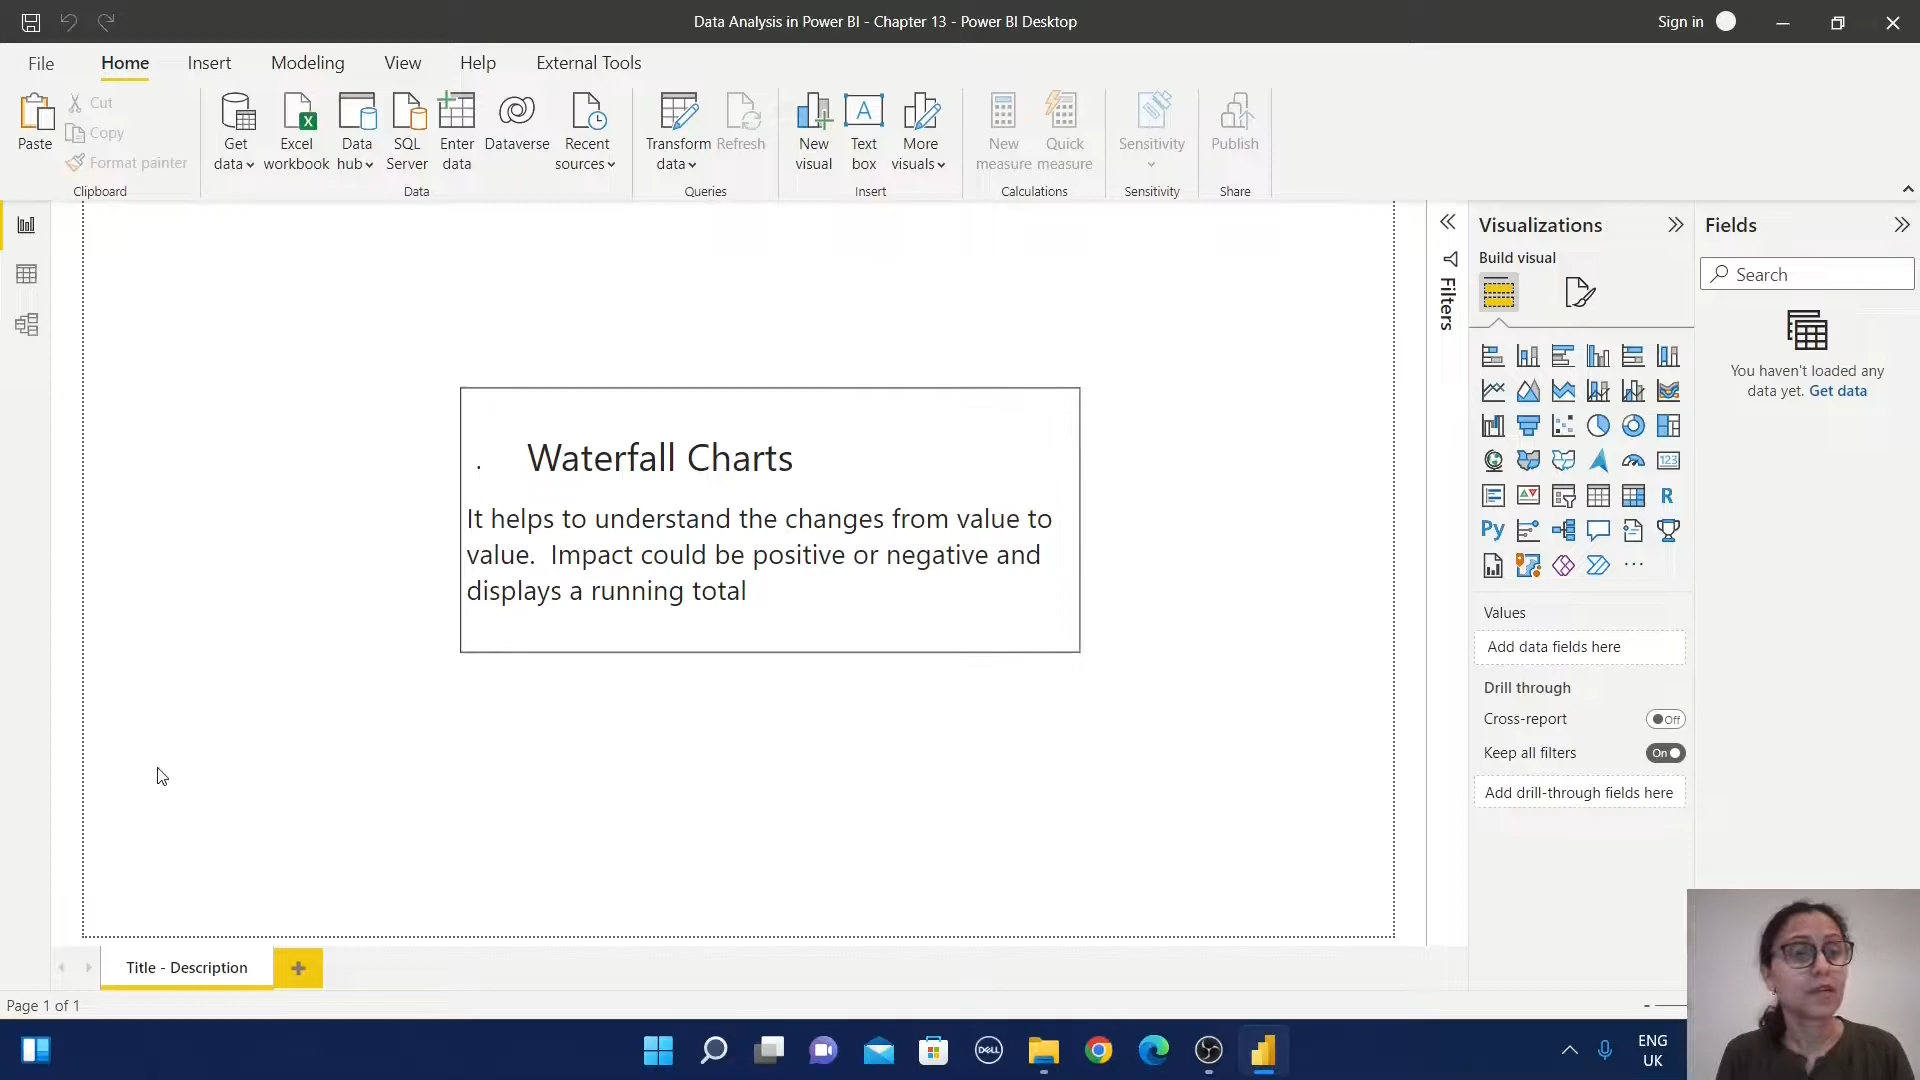 Data Analysis in Power BI - Chapter 13 - Power BI Desktop
Sign in
File
Home
Insert
Modeling
View
Help
External Tools
Paste
Cut
Copy
Format painter
Clipboard
Get
data
Excel
workbook
Data
hub
SQL
Server
Enter
data
Dataverse
Recent
sources
Data
Transform
data
Refresh
Queries
New
visual
Text
box
More
visuals
Insert
New
measure
Quick
measure
Calculations
Sensitivity
Sensitivity
Publish
Share
. Waterfall Charts
It helps to understand the changes from value to
value.  Impact could be positive or negative and
displays a running total
Filters
Visualizations
Build visual
123
R
Py
Values
Add data fields here
Drill through
Cross-report
Off
Keep all filters
On
Add drill-through fields here
Fields
Search
You haven't loaded any
data yet. Get data
Title - Description
Page 1 of 1
DELL
ENG
UK